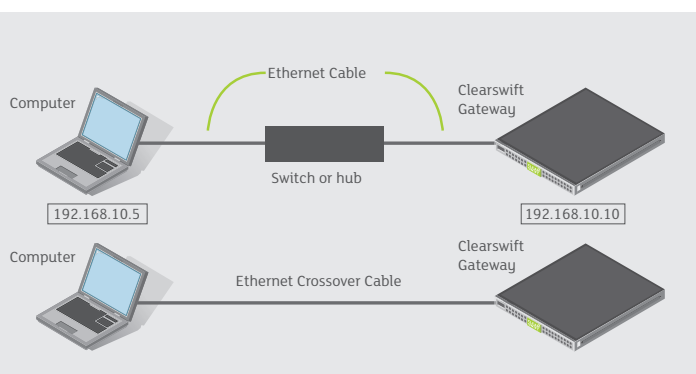 Ethernet Cable
Computer
Clearswift
Gateway
Switch or hub
192.168.10.5
192.168.10.10
Computer
Clearswift
Gateway
Ethernet Crossover Cable